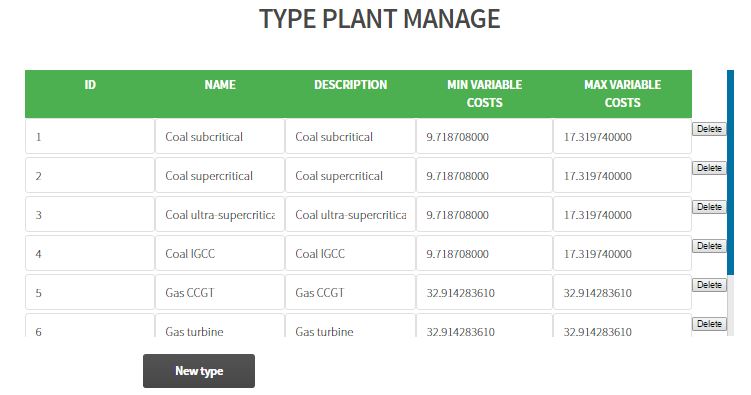 TYPE PLANT MANAGE
ID NAME DESCRIPTION MIN VARIABLE COSTS MAX VARIABLE COSTS
1 Coal subcritical Coal subcritical 9.718708000 17.319740000 Delete
2 Coal supercritical Coal supercritical 9.718708000 17.319740000 Delete
3 Coal ultra-supercritica Coal ultra-supercritica 9.718708000 17.319740000 Delete
4 Coal IGCC Coal IGCC 9.718708000 17.319740000 Delete
5 Gas CCGT Gas CCGT 32.914283610 32.914283610 Delete
6 Gas turbine Gas turbine 32.914283610 32.914283610 Delete
New type